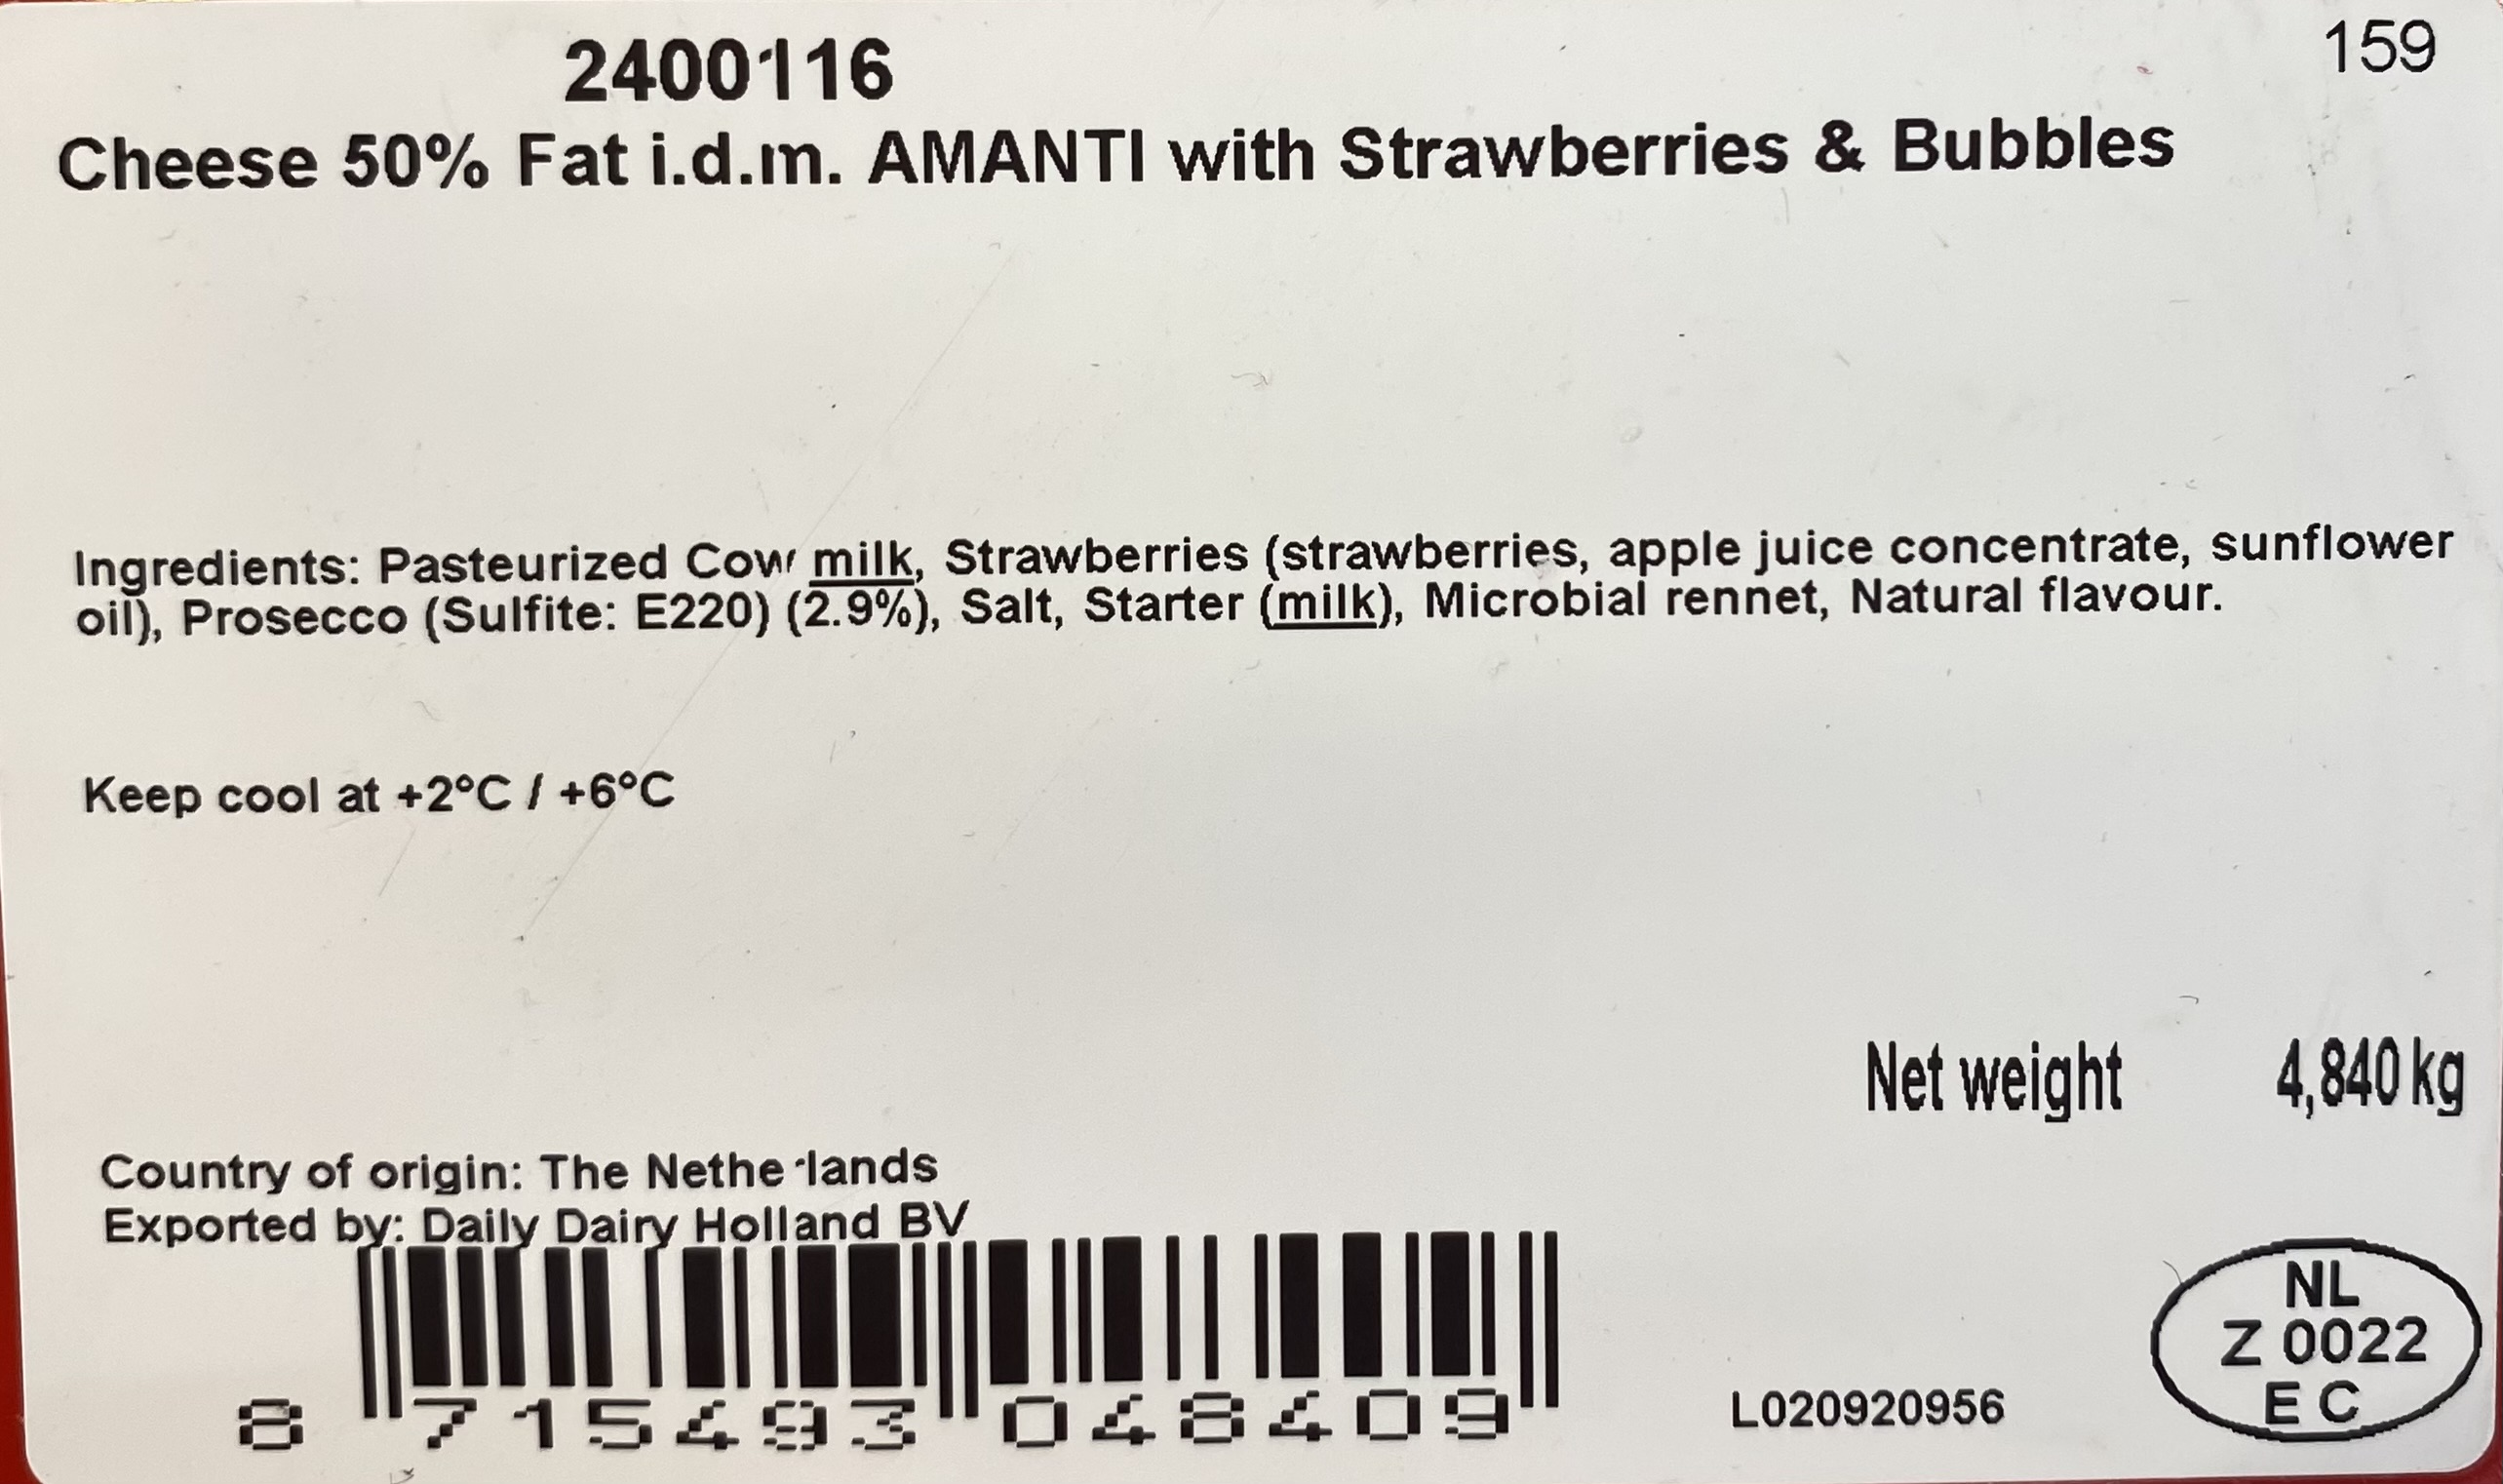 2400116
159
Cheese 50% Fat i.d.m. AMANTI with Strawberries & Bubbles
Ingredients: Pasteurized Cow milk, Strawberries (strawberries, apple juice concentrate, sunflower
oil), Prosecco (Sulfite: E220) (2.9%), Salt, Starter (milk), Microbial rennet, Natural flavour.
Keep cool at +2°C / +6°C
Net weight 4,840 kg
Country of origin: The Netherlands
Exported by: Daily Dairy Holland BV
8 715493 048409
L020920956
NL
Z 0022
EC